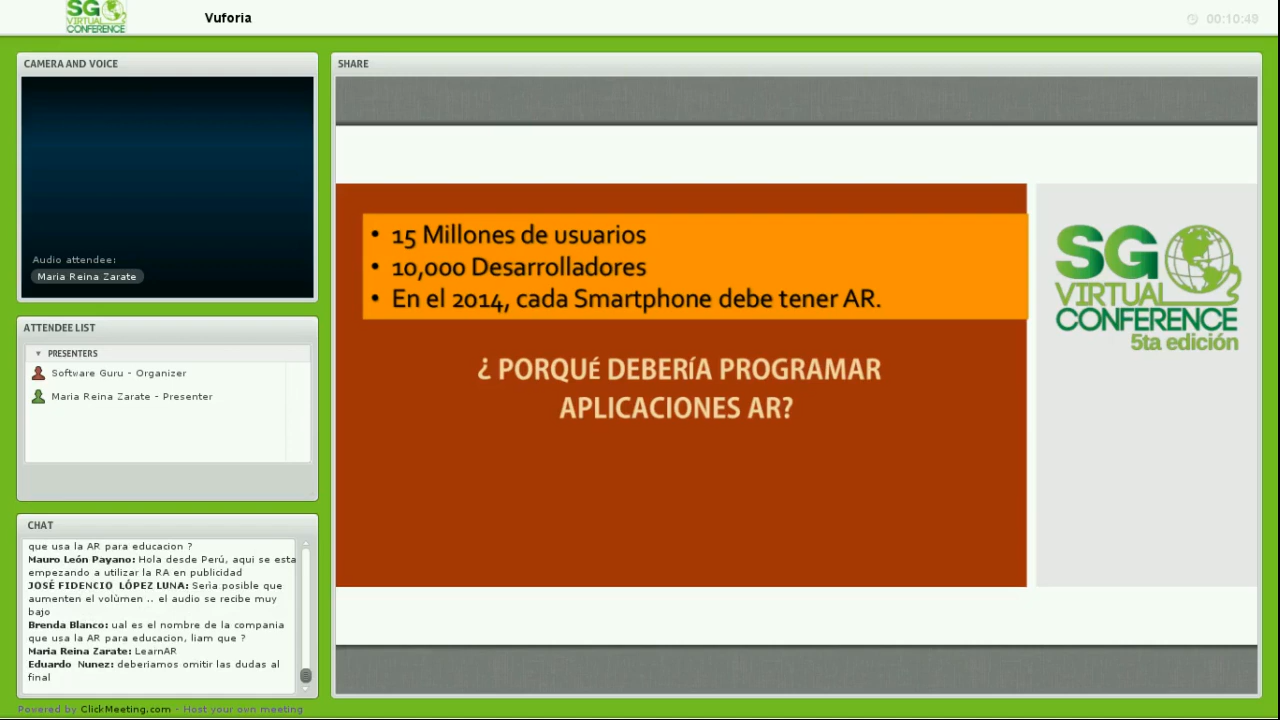 SG
VIRTUAL
CONFERENCE
Vuforia
00:10:48
CAMERA AND VOICE
Audio attendee:
Maria Reina Zarate
ATTENDEE LIST
PRESENTERS
Software Guru - Organizer
Maria Reina Zarate - Presenter
CHAT
que usa la AR para educacion ?
Mauro León Payano: Hola desde Perú, aqui se esta
empezando a utilizar la RA en publicidad
JOSÉ FIDENCIO LÓPEZ LUNA: Serìa posible que
aumenten el volùmen .. el audio se recibe muy
bajo
Brenda Blanco: ual es el nombre de la compania
que usa la AR para educacion, liam que ?
Maria Reina Zarate: LearnAR
Eduardo Nunez: deberiamos omitir las dudas al
final
Powered by ClickMeeting.com - Host your own meeting
SHARE
• 15 Millones de usuarios
• 10,000 Desarrolladores
• En el 2014, cada Smartphone debe tener AR.
¿ PORQUÉ DEBERÍA PROGRAMAR
APLICACIONES AR?
SG
VIRTUAL
CONFERENCE
5ta edición